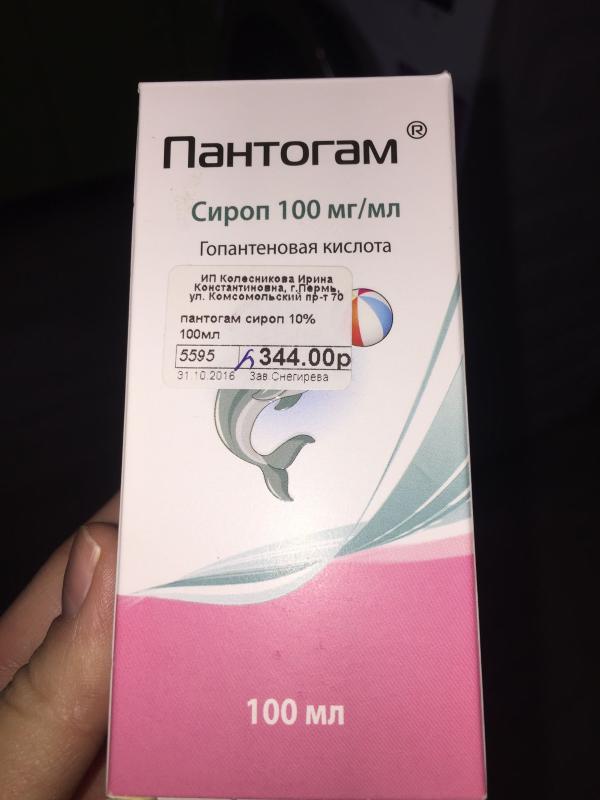 Пантогам®
Сироп 100 мг/мл
Гопантеновая кислота
ИП Колесникова Ирина
Константиновна, г.Пермь,
ул. Комсомольский пр-т 70
пантогам сироп 10%
100мл
5595 344.00р
31.10.2016 Зав.Снегирева
100 мл